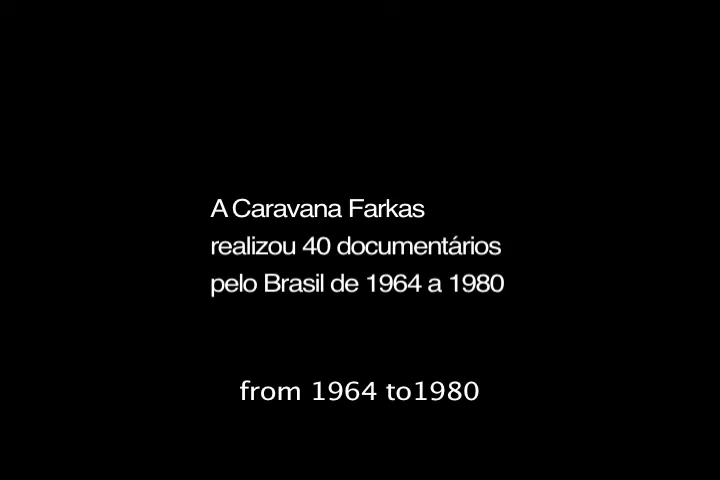 A Caravana Farkas
realizou 40 documentários
pelo Brasil de 1964 a 1980
from 1964 to1980